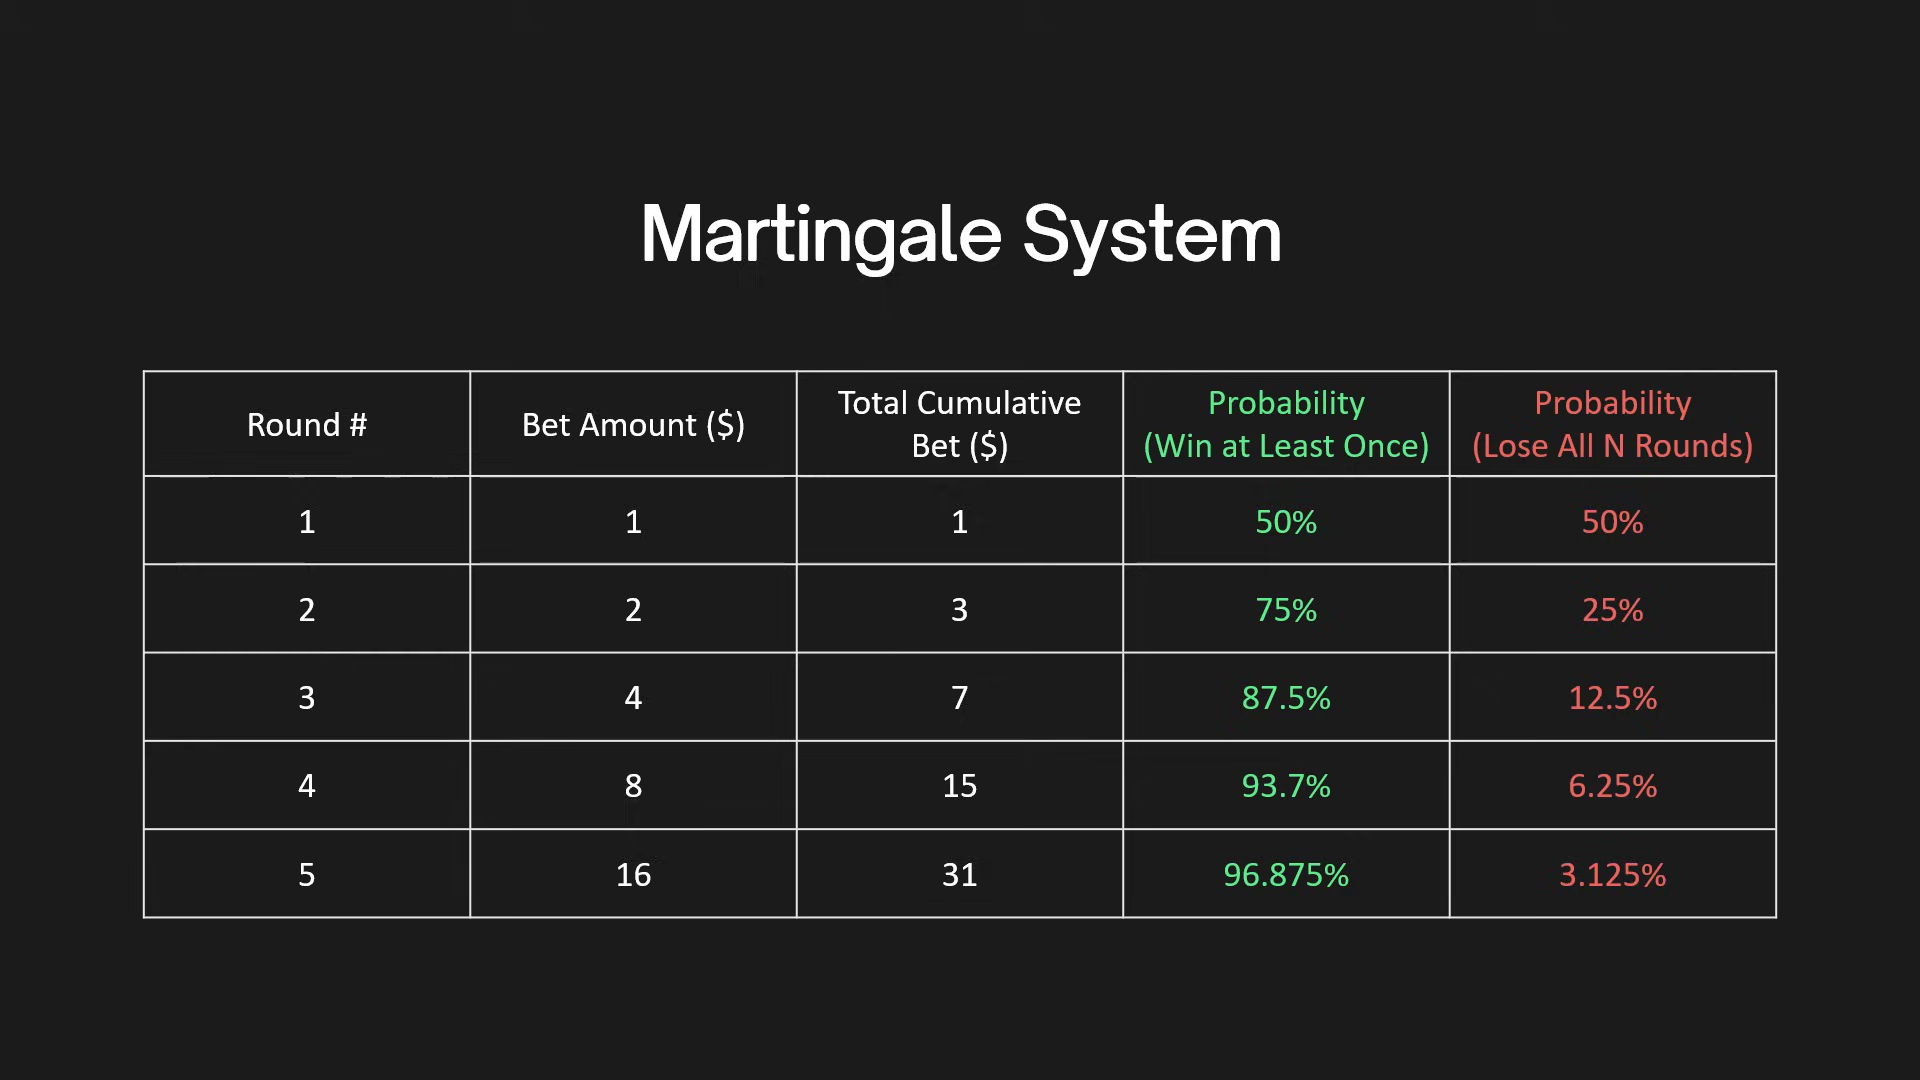 Martingale System
Round #
Bet Amount ($)
Total Cumulative
Bet ($)
Probability
(Win at Least Once)
Probability
(Lose All N Rounds)
1
1
1
50%
50%
2
2
3
75%
25%
3
4
7
87.5%
12.5%
4
8
15
93.7%
6.25%
5
16
31
96.875%
3.125%